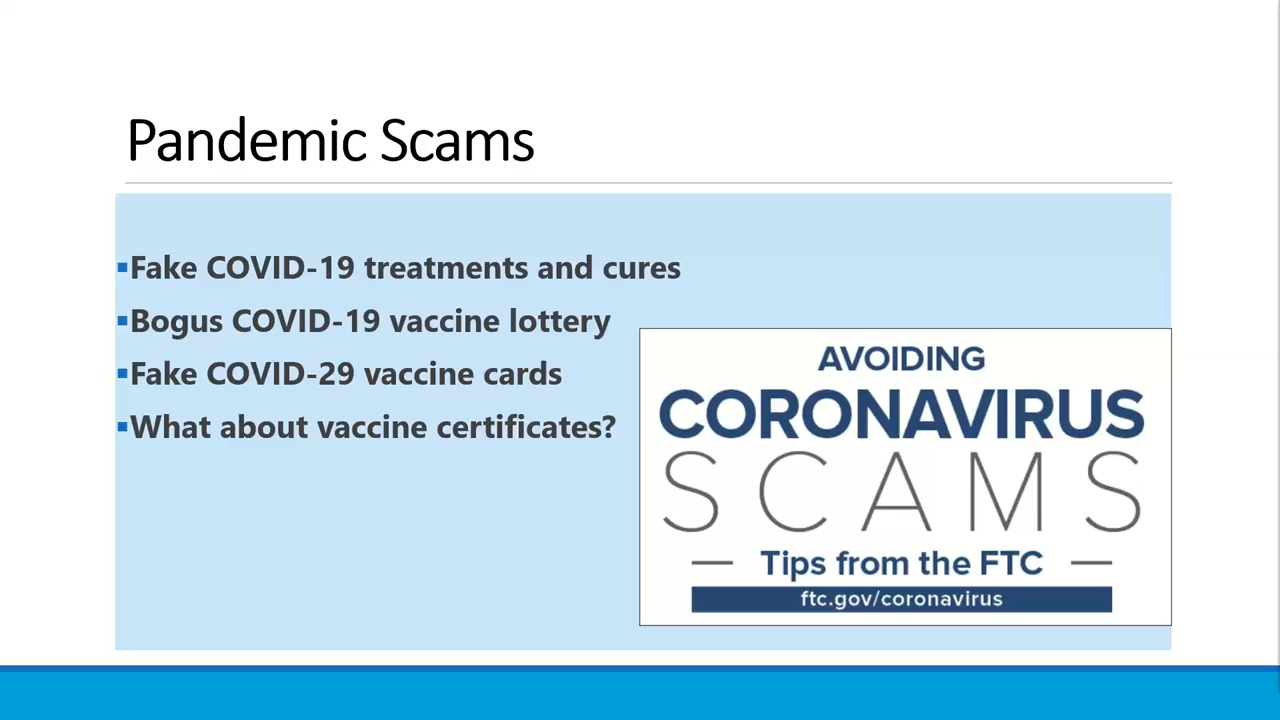 Pandemic Scams
▪Fake COVID-19 treatments and cures
▪Bogus COVID-19 vaccine lottery
▪Fake COVID-29 vaccine cards
▪What about vaccine certificates?
AVOIDING
CORONAVIRUS
SCAMS
— Tips from the FTC —
ftc.gov/coronavirus